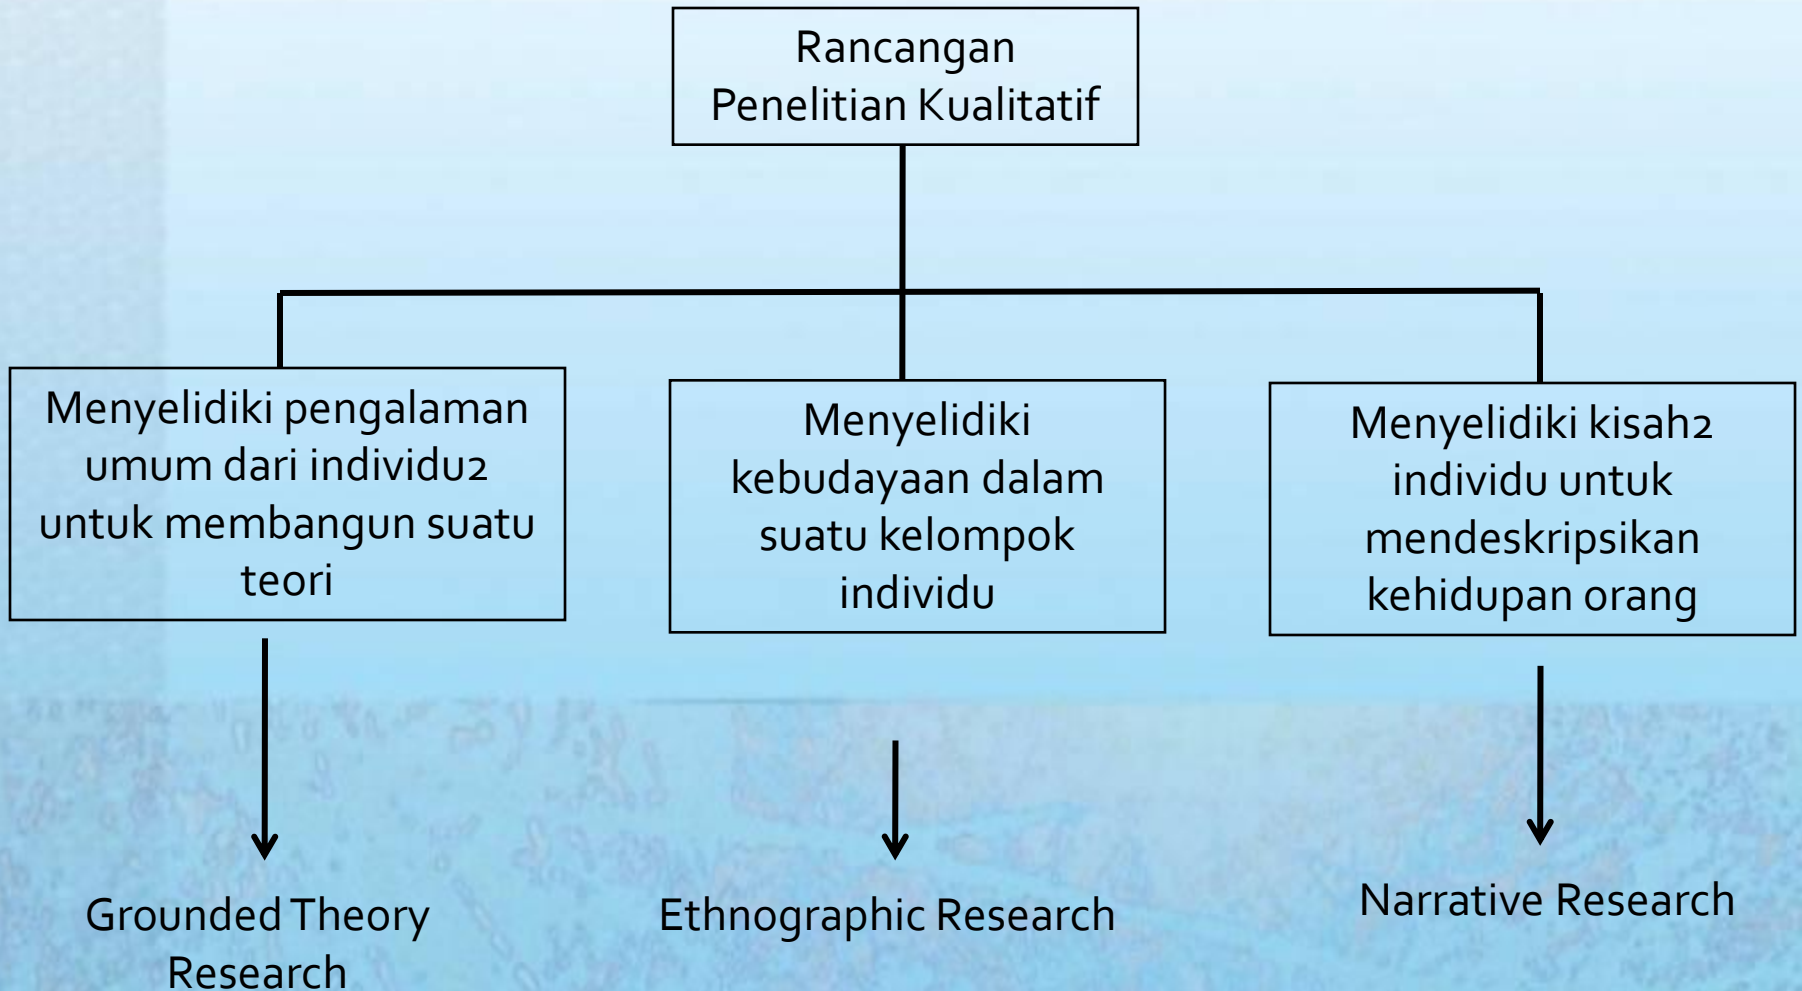 Rancangan
Penelitian Kualitatif
Menyelidiki pengalaman
umum dari individu2
untuk membangun suatu
teori
Menyelidiki
kebudayaan dalam
suatu kelompok
individu
Menyelidiki kisah2
individu untuk
mendeskripsikan
kehidupan orang
Grounded Theory
Research
Ethnographic Research
Narrative Research